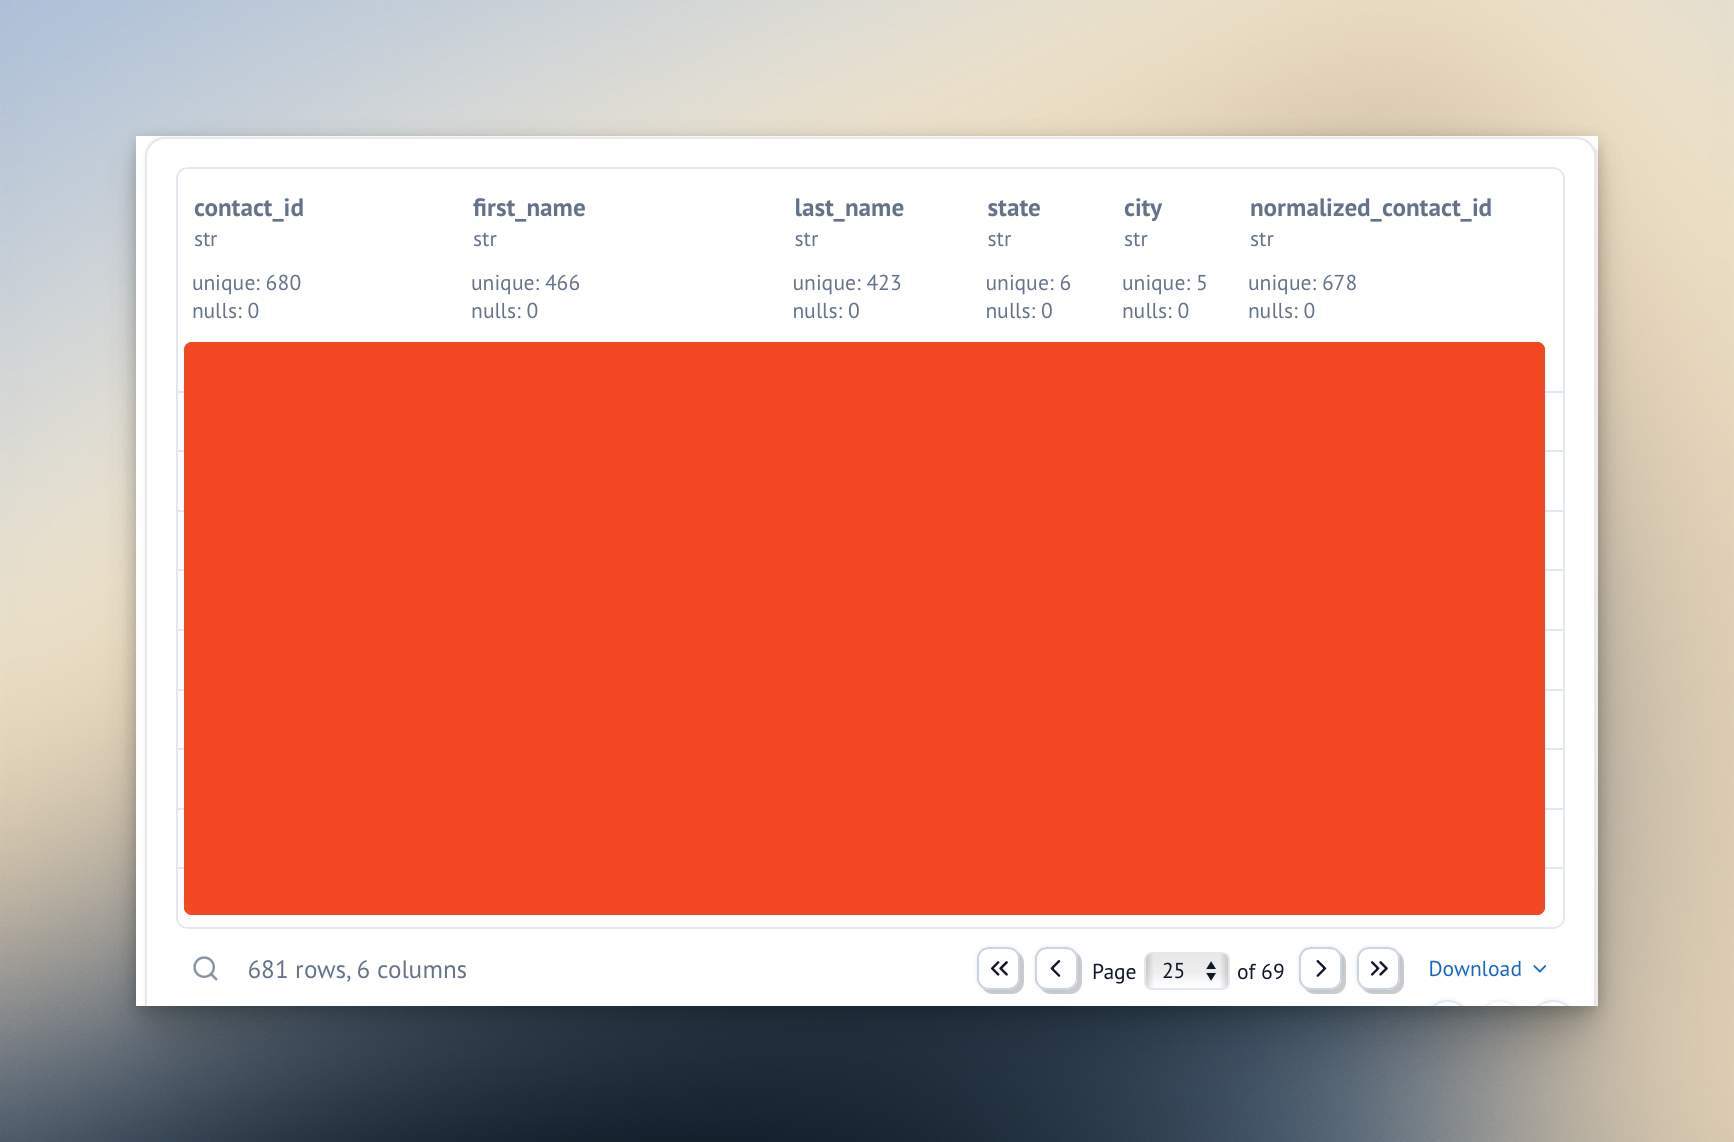 contact_id first_name last_name state city normalized_contact_id
str str str str str str
unique: 680 unique: 466 unique: 423 unique: 6 unique: 5 unique: 678
nulls: 0 nulls: 0 nulls: 0 nulls: 0 nulls: 0 nulls: 0
681 rows, 6 columns Page 25 of 69 Download